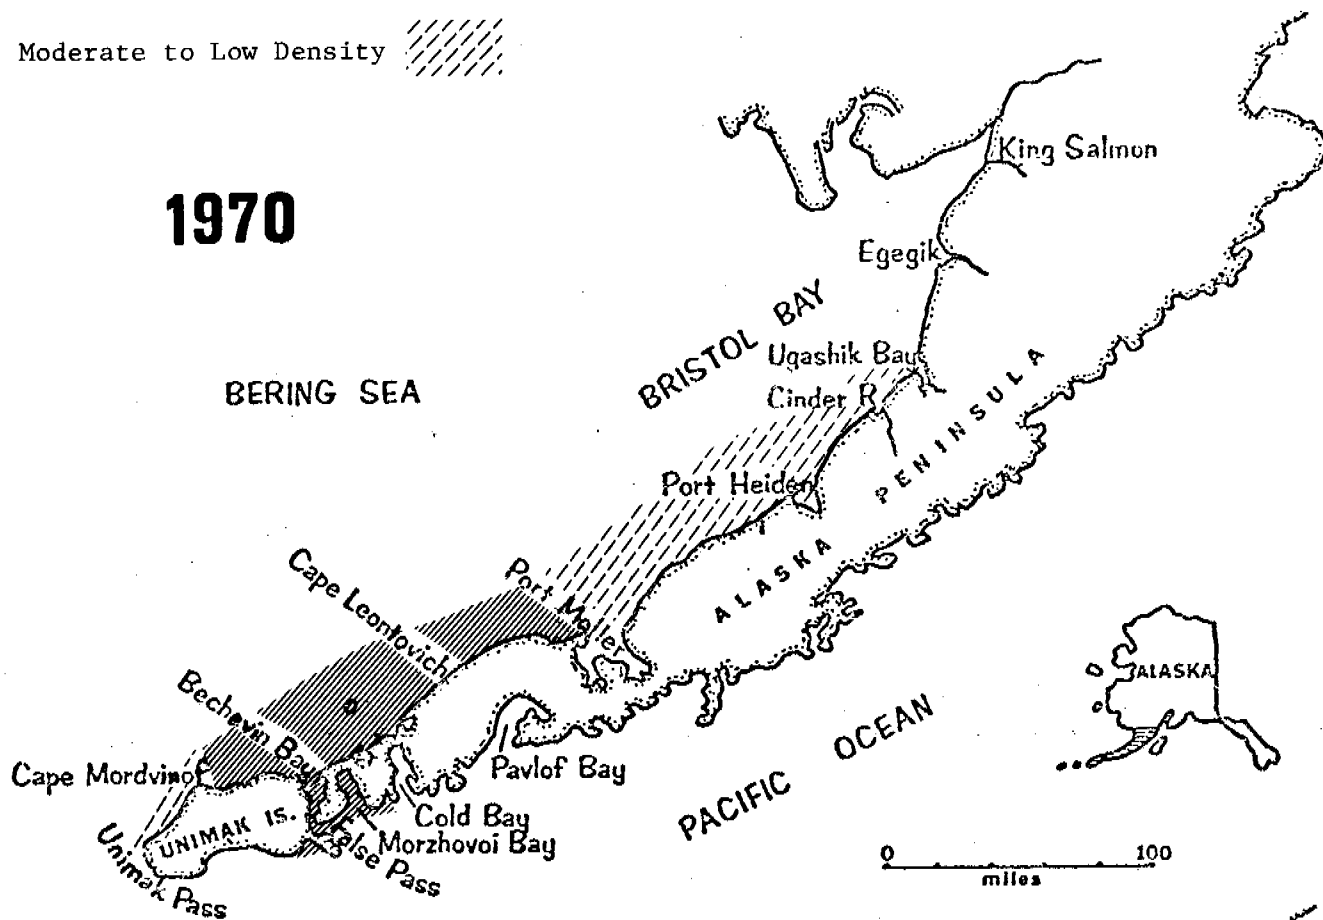 Moderate to Low Density
1970
King Salmon
Egegik
BRISTOL BAY
Ugashik Bay
Cinder R
BERING SEA
ALASKA PENINSULA
Port Heiden
Cape Leontovich
Port Moller
Bechevin Bay
ALASKA
PACIFIC OCEAN
Cape Mordvinof
Pavlof Bay
UNIMAK IS.
Cold Bay
False Pass
Morzhovoi Bay
Unimak Pass
0 100
miles